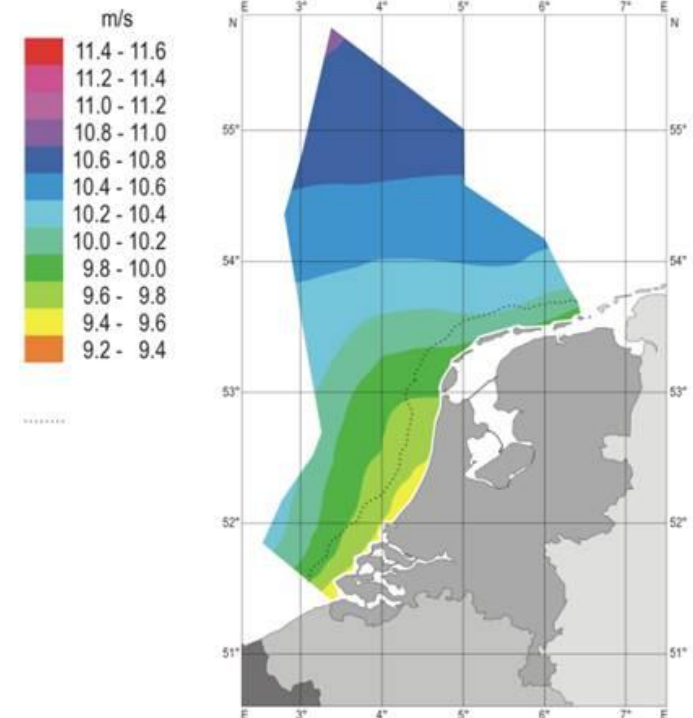 m/s
11.4 - 11.6
11.2 - 11.4
11.0 - 11.2
10.8 - 11.0
10.6 - 10.8
10.4 - 10.6
10.2 - 10.4
10.0 - 10.2
9.8 - 10.0
9.6 - 9.8
9.4 - 9.6
9.2 - 9.4
E 3° 4° 5° 6° 7° E
N N
55° 55°
54° 54°
53° 53°
52° 52°
51° 51°
E 3° 4° 5° 6° 7° E